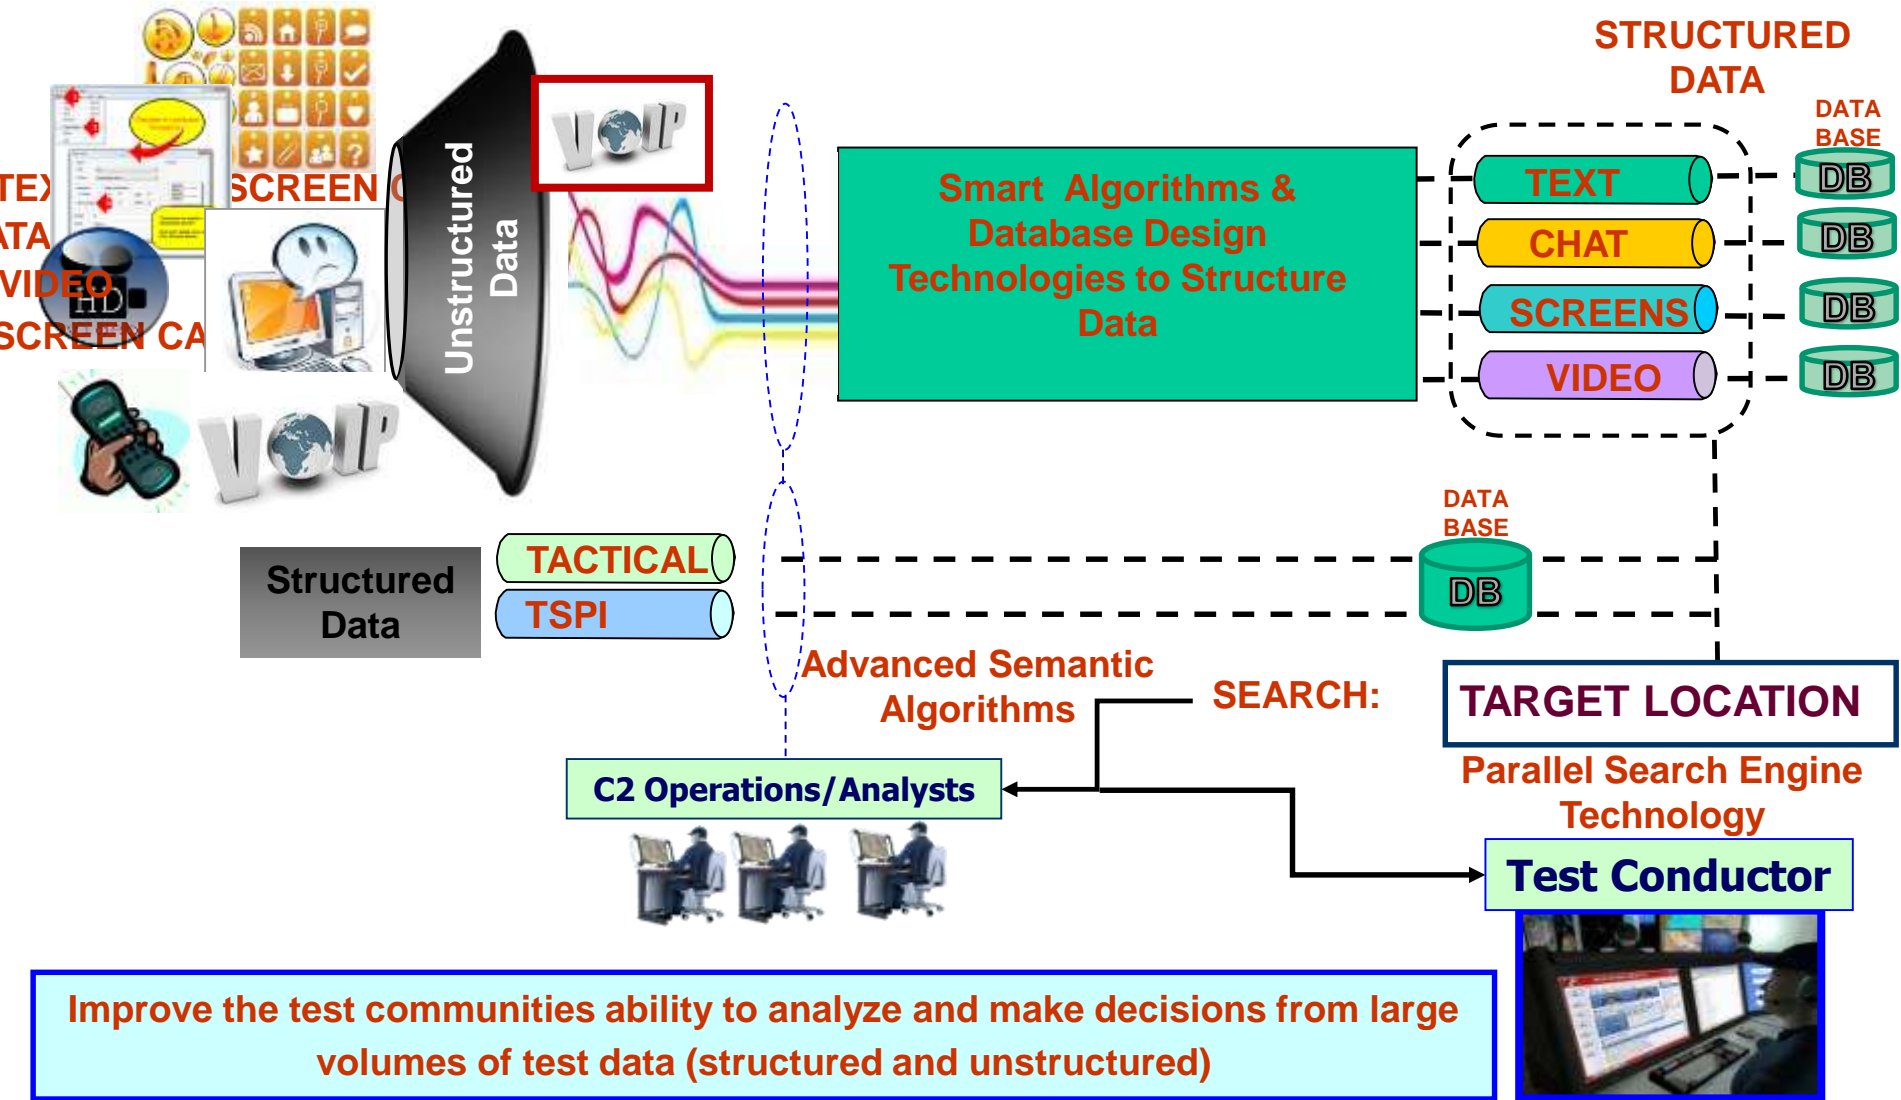 STRUCTURED
DATA
DATA
BASE
VOIP
Unstructured
Data
SCREEN
VIDEO
HD
SCREEN CA
VOIP
Smart Algorithms &
Database Design
Technologies to Structure
Data
TEXT
DB
CHAT
DB
SCREENS
DB
VIDEO
DB
DATA
BASE
DB
Structured
Data
TACTICAL
TSPI
Advanced Semantic
Algorithms
SEARCH:
TARGET LOCATION
Parallel Search Engine
Technology
C2 Operations/Analysts
Test Conductor
Improve the test communities ability to analyze and make decisions from large
volumes of test data (structured and unstructured)